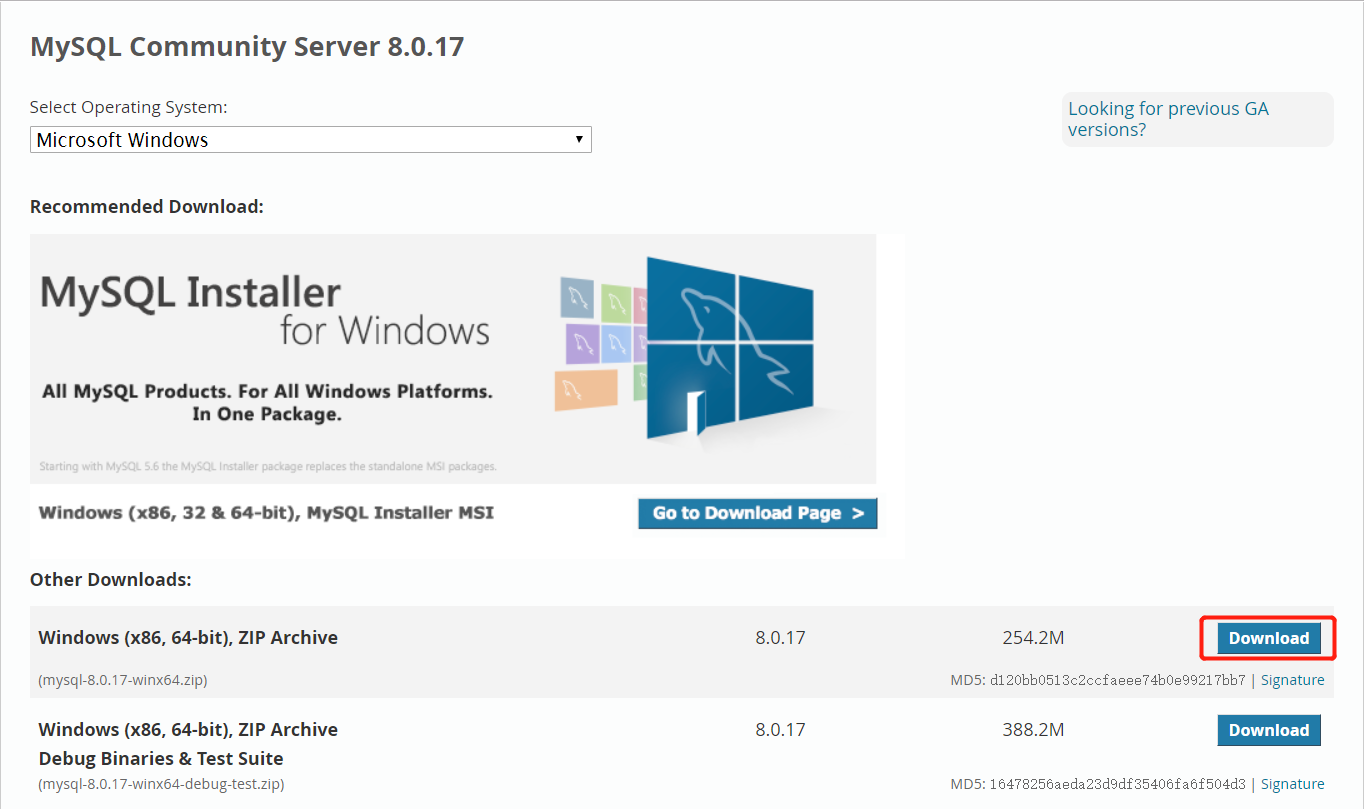 MySQL Community Server 8.0.17
Select Operating System:
Microsoft Windows
Looking for previous GA
versions?
Recommended Download:
MySQL Installer
for Windows
All MySQL Products. For All Windows Platforms.
In One Package.
Starting with MySQL 5.6 the MySQL Installer package replaces the standalone MSI packages.
Windows (x86, 32 & 64-bit), MySQL Installer MSI
Go to Download Page >
Other Downloads:
Windows (x86, 64-bit), ZIP Archive 8.0.17 254.2M Download
(mysql-8.0.17-winx64.zip) MD5: d120bb0513c2ccfaeee74b0e99217bb7 | Signature
Windows (x86, 64-bit), ZIP Archive 8.0.17 388.2M Download
Debug Binaries & Test Suite
(mysql-8.0.17-winx64-debug-test.zip) MD5: 16478256aeda23d9df35406fa6f504d3 | Signature